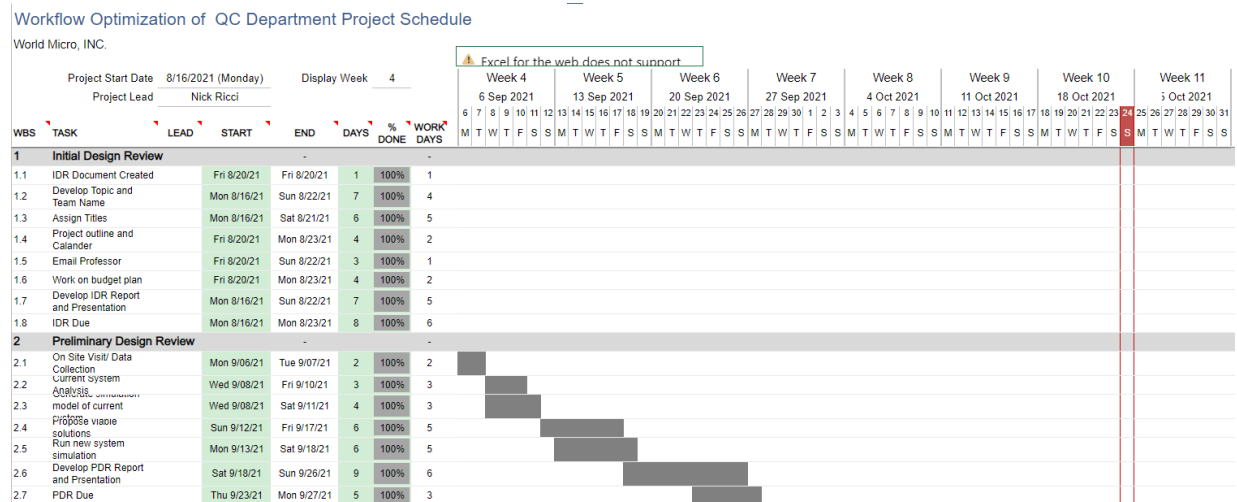 Workflow Optimization of QC Department Project Schedule
World Micro, INC.
Excel for the web does not support
Project Start Date 8/16/2021 (Monday) Display Week 4
Project Lead Nick Ricci
Week 4 Week 5 Week 6 Week 7 Week 8 Week 9 Week 10 Week 11
6 Sep 2021 13 Sep 2021 20 Sep 2021 27 Sep 2021 4 Oct 2021 11 Oct 2021 18 Oct 2021 5 Oct 2021
6 7 8 9 10 11 12 13 14 15 16 17 18 19 20 21 22 23 24 25 26 27 28 29 30 1 2 3 4 5 6 7 8 9 10 11 12 13 14 15 16 17 18 19 20 21 22 23 24 25 26 27 28 29 30 31
WBS TASK LEAD START END DAYS % DONE WORK DAYS M T W T F S S M T W T F S S M T W T F S S M T W T F S S M T W T F S S M T W T F S S M T W T F S S M T W T F S S
1 Initial Design Review - -
1.1 IDR Document Created Fri 8/20/21 Fri 8/20/21 1 100% 1
1.2 Develop Topic and Team Name Mon 8/16/21 Sun 8/22/21 7 100% 4
1.3 Assign Titles Mon 8/16/21 Sat 8/21/21 6 100% 5
1.4 Project outline and Calander Fri 8/20/21 Mon 8/23/21 4 100% 2
1.5 Email Professor Fri 8/20/21 Sun 8/22/21 3 100% 1
1.6 Work on budget plan Fri 8/20/21 Mon 8/23/21 4 100% 2
1.7 Develop IDR Report and Presentation Mon 8/16/21 Sun 8/22/21 7 100% 5
1.8 IDR Due Mon 8/16/21 Mon 8/23/21 8 100% 6
2 Preliminary Design Review - -
2.1 On Site Visit/ Data Collection Mon 9/06/21 Tue 9/07/21 2 100% 2
2.2 Current System Analysis Wed 9/08/21 Fri 9/10/21 3 100% 3
2.3 Generate simulation model of current system Wed 9/08/21 Sat 9/11/21 4 100% 3
2.4 Propose viable solutions Sun 9/12/21 Fri 9/17/21 6 100% 5
2.5 Run new system simulation Mon 9/13/21 Sat 9/18/21 6 100% 5
2.6 Develop PDR Report and Prsentation Sat 9/18/21 Sun 9/26/21 9 100% 6
2.7 PDR Due Thu 9/23/21 Mon 9/27/21 5 100% 3